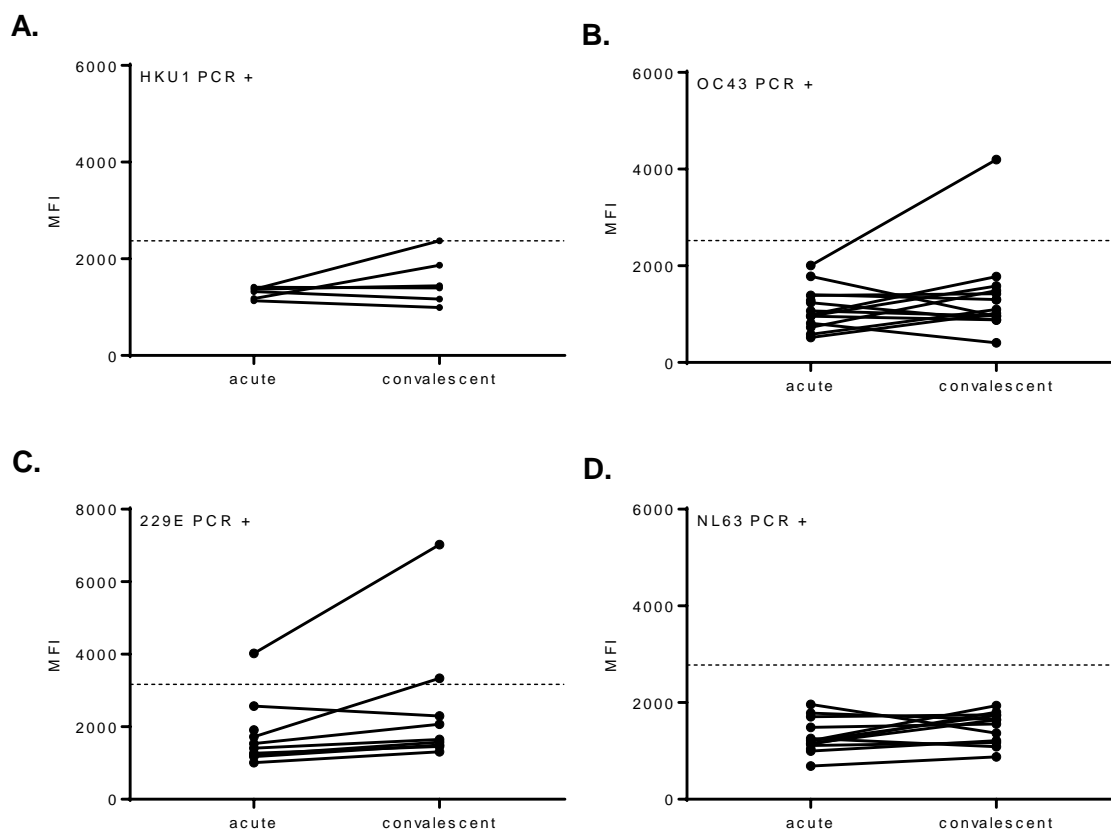 A.
6000
HKU1 PCR +
4000
MFI
2000
0
acute convalescent
B.
6000
OC43 PCR +
4000
MFI
2000
0
acute convalescent
C.
8000
229E PCR +
6000
4000
MFI
2000
0
acute convalescent
D.
6000
NL63 PCR +
4000
MFI
2000
0
acute convalescent